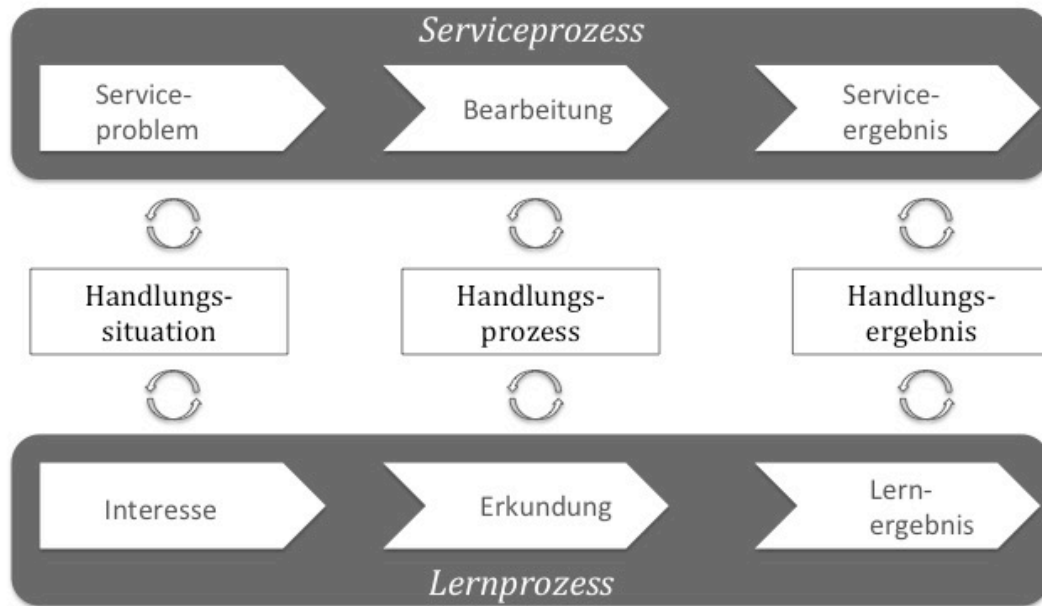 Serviceprozess
Service-
problem
Bearbeitung
Service-
ergebnis
Handlungs-
situation
Handlungs-
prozess
Handlungs-
ergebnis
Interesse
Erkundung
Lern-
ergebnis
Lernprozess